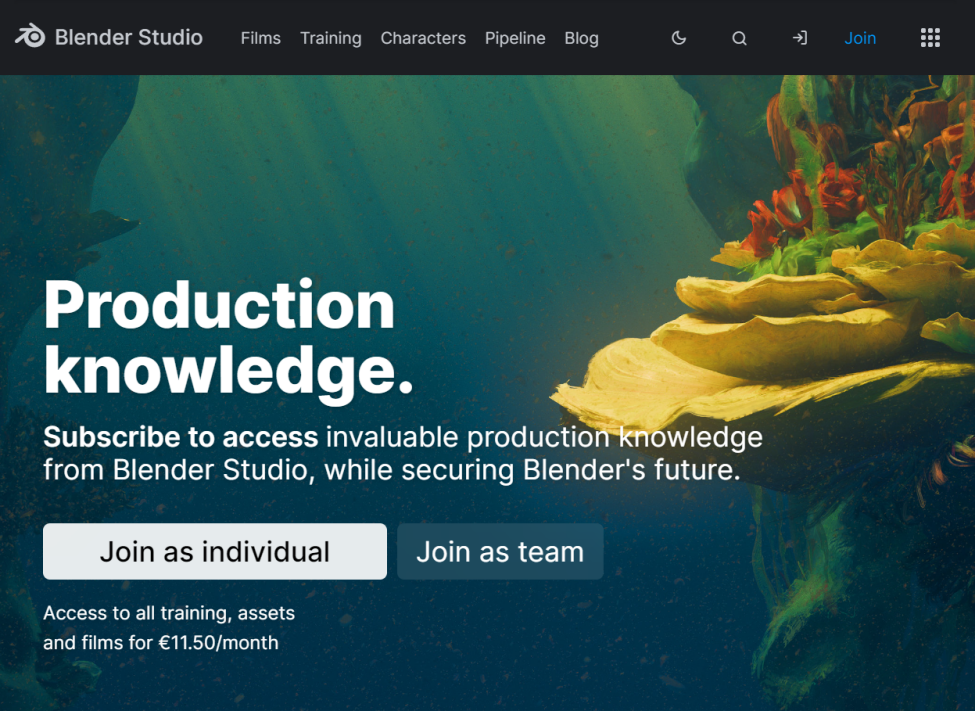 Blender Studio Films Training Characters Pipeline Blog Join
Production
knowledge.
Subscribe to access invaluable production knowledge
from Blender Studio, while securing Blender's future.
Join as individual Join as team
Access to all training, assets
and films for €11.50/month